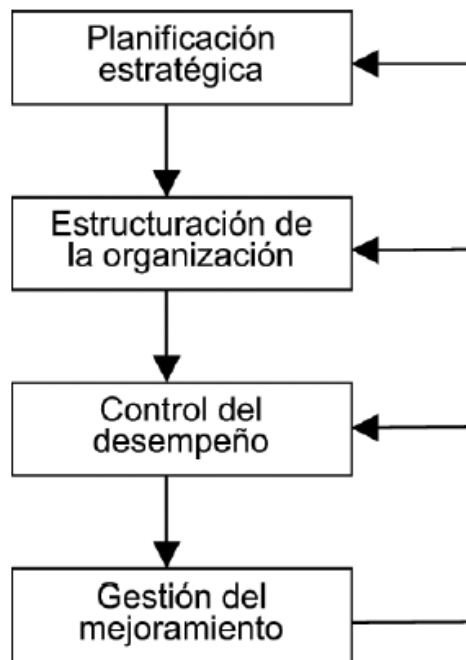 Planificación
estratégica
Estructuración de
la organización
Control del
desempeño
Gestión del
mejoramiento